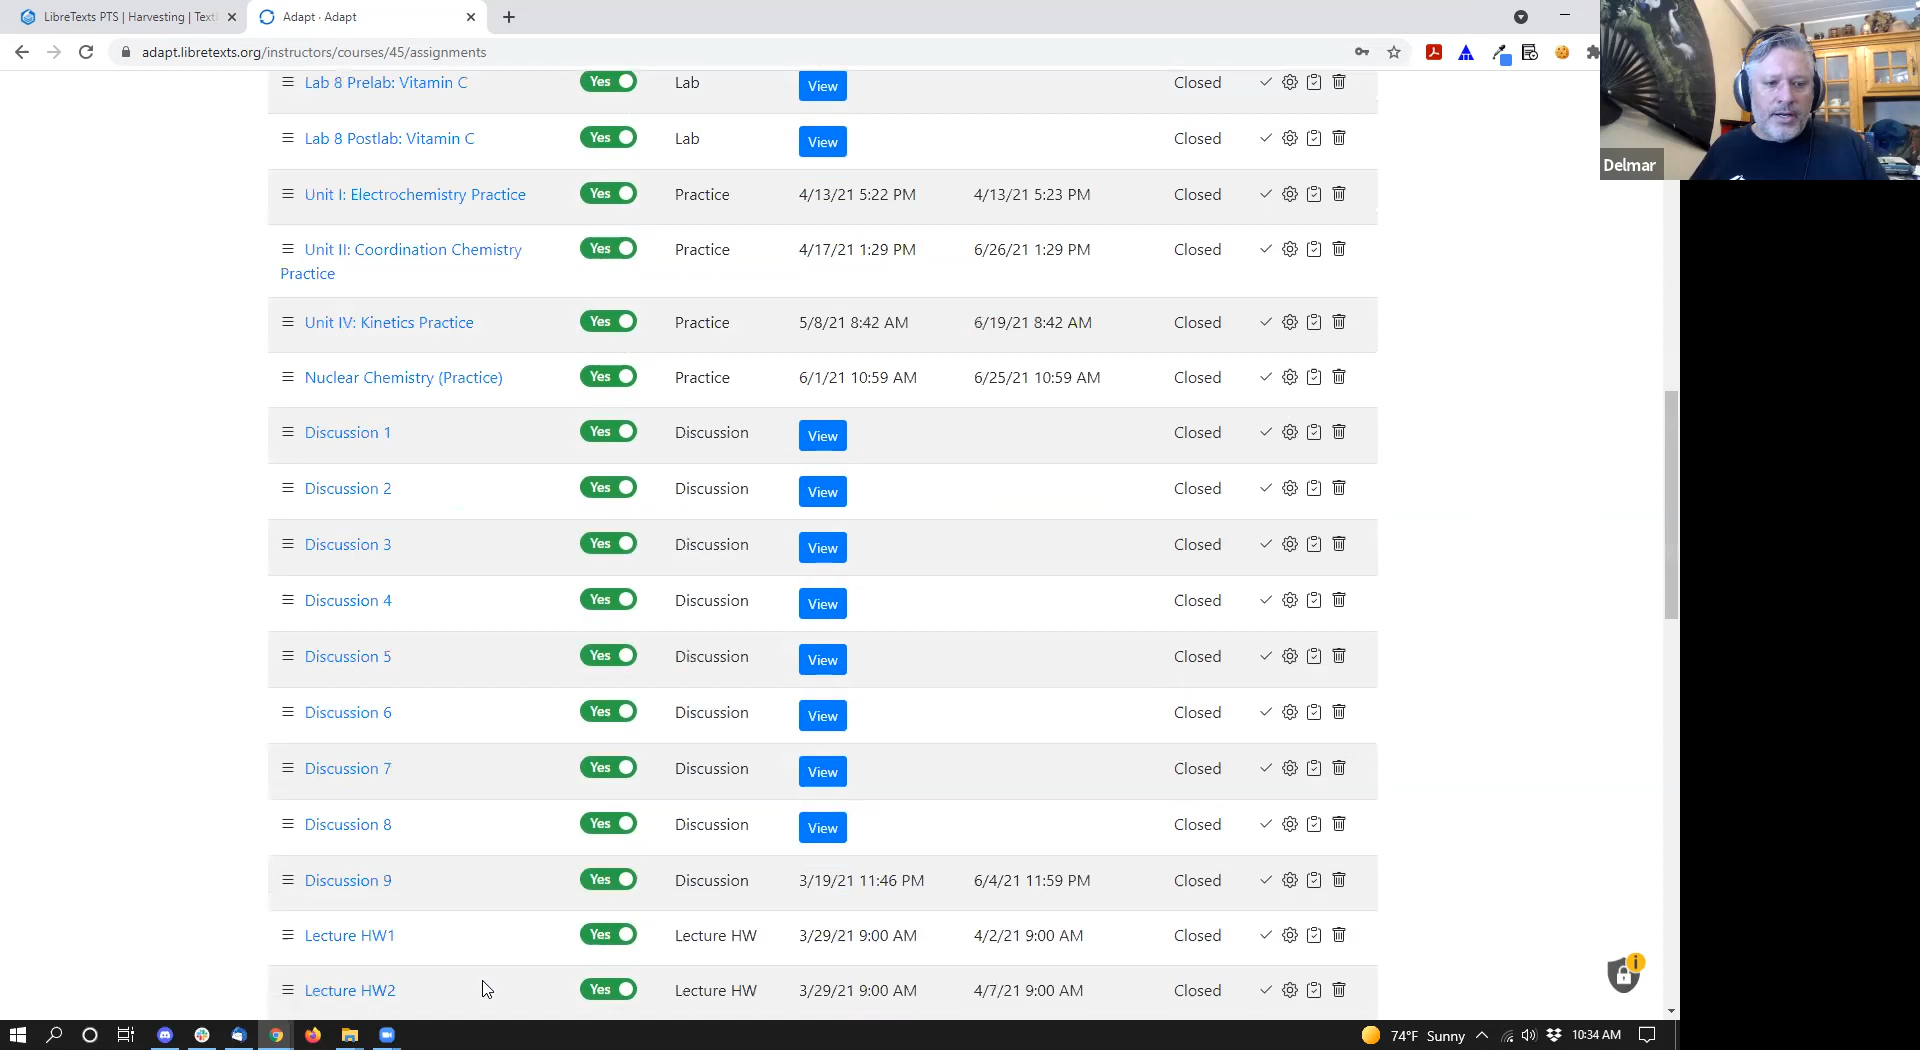 LibreTexts PTS | Harvesting | Text
Adapt · Adapt
adapt.libretexts.org/instructors/courses/45/assignments
Delmar
Lab 8 Prelab: Vitamin C Yes Lab View Closed
Lab 8 Postlab: Vitamin C Yes Lab View Closed
Unit I: Electrochemistry Practice Yes Practice 4/13/21 5:22 PM 4/13/21 5:23 PM Closed
Unit II: Coordination Chemistry Yes Practice 4/17/21 1:29 PM 6/26/21 1:29 PM Closed
Practice
Unit IV: Kinetics Practice Yes Practice 5/8/21 8:42 AM 6/19/21 8:42 AM Closed
Nuclear Chemistry (Practice) Yes Practice 6/1/21 10:59 AM 6/25/21 10:59 AM Closed
Discussion 1 Yes Discussion View Closed
Discussion 2 Yes Discussion View Closed
Discussion 3 Yes Discussion View Closed
Discussion 4 Yes Discussion View Closed
Discussion 5 Yes Discussion View Closed
Discussion 6 Yes Discussion View Closed
Discussion 7 Yes Discussion View Closed
Discussion 8 Yes Discussion View Closed
Discussion 9 Yes Discussion 3/19/21 11:46 PM 6/4/21 11:59 PM Closed
Lecture HW1 Yes Lecture HW 3/29/21 9:00 AM 4/2/21 9:00 AM Closed
Lecture HW2 Yes Lecture HW 3/29/21 9:00 AM 4/7/21 9:00 AM Closed
74°F Sunny 10:34 AM